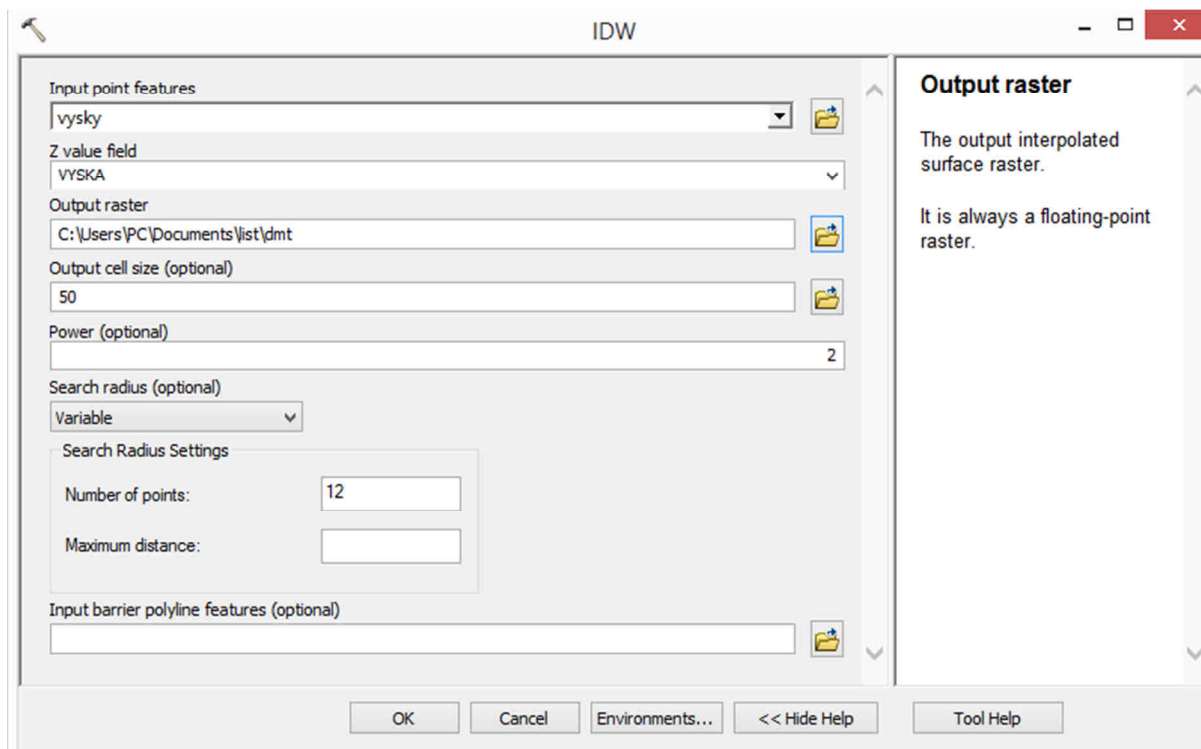 IDW
Input point features
vysky
Z value field
VYSKA
Output raster
C:\Users\PC\Documents\list\dmt
Output cell size (optional)
50
Power (optional)
2
Search radius (optional)
Variable
Search Radius Settings
Number of points:
12
Maximum distance:
Input barrier polyline features (optional)
OK
Cancel
Environments...
<< Hide Help
Output raster
The output interpolated
surface raster.
It is always a floating-point
raster.
Tool Help